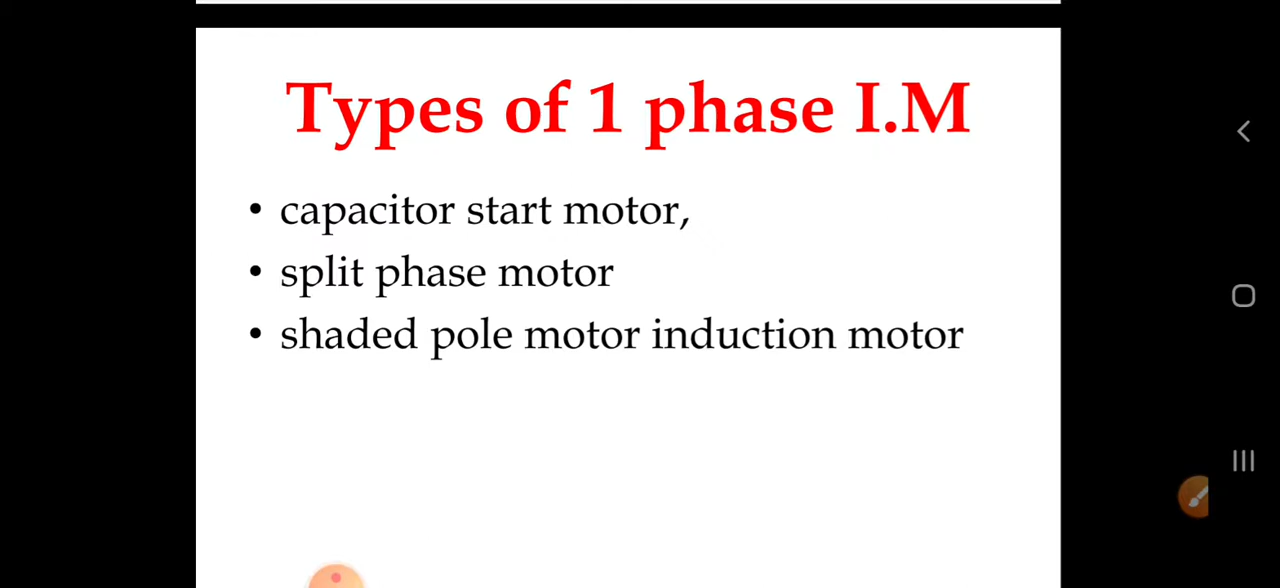 Types of 1 phase I.M
• capacitor start motor,
• split phase motor
• shaded pole motor induction motor